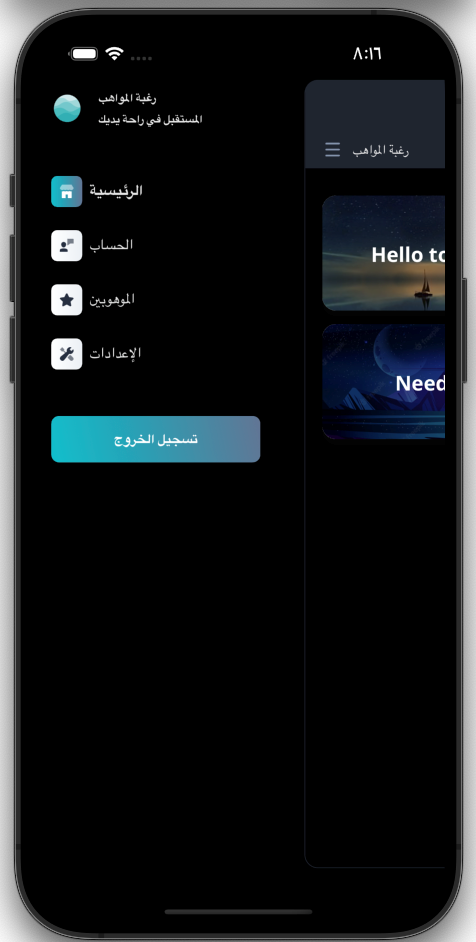 ٨:١٦
رغبة المواهب
المستقبل في راحة يديك
الرئيسية
الحساب
الموهوبين
الإعدادات
تسجيل الخروج
رغبة المواهب
Hello to
Need